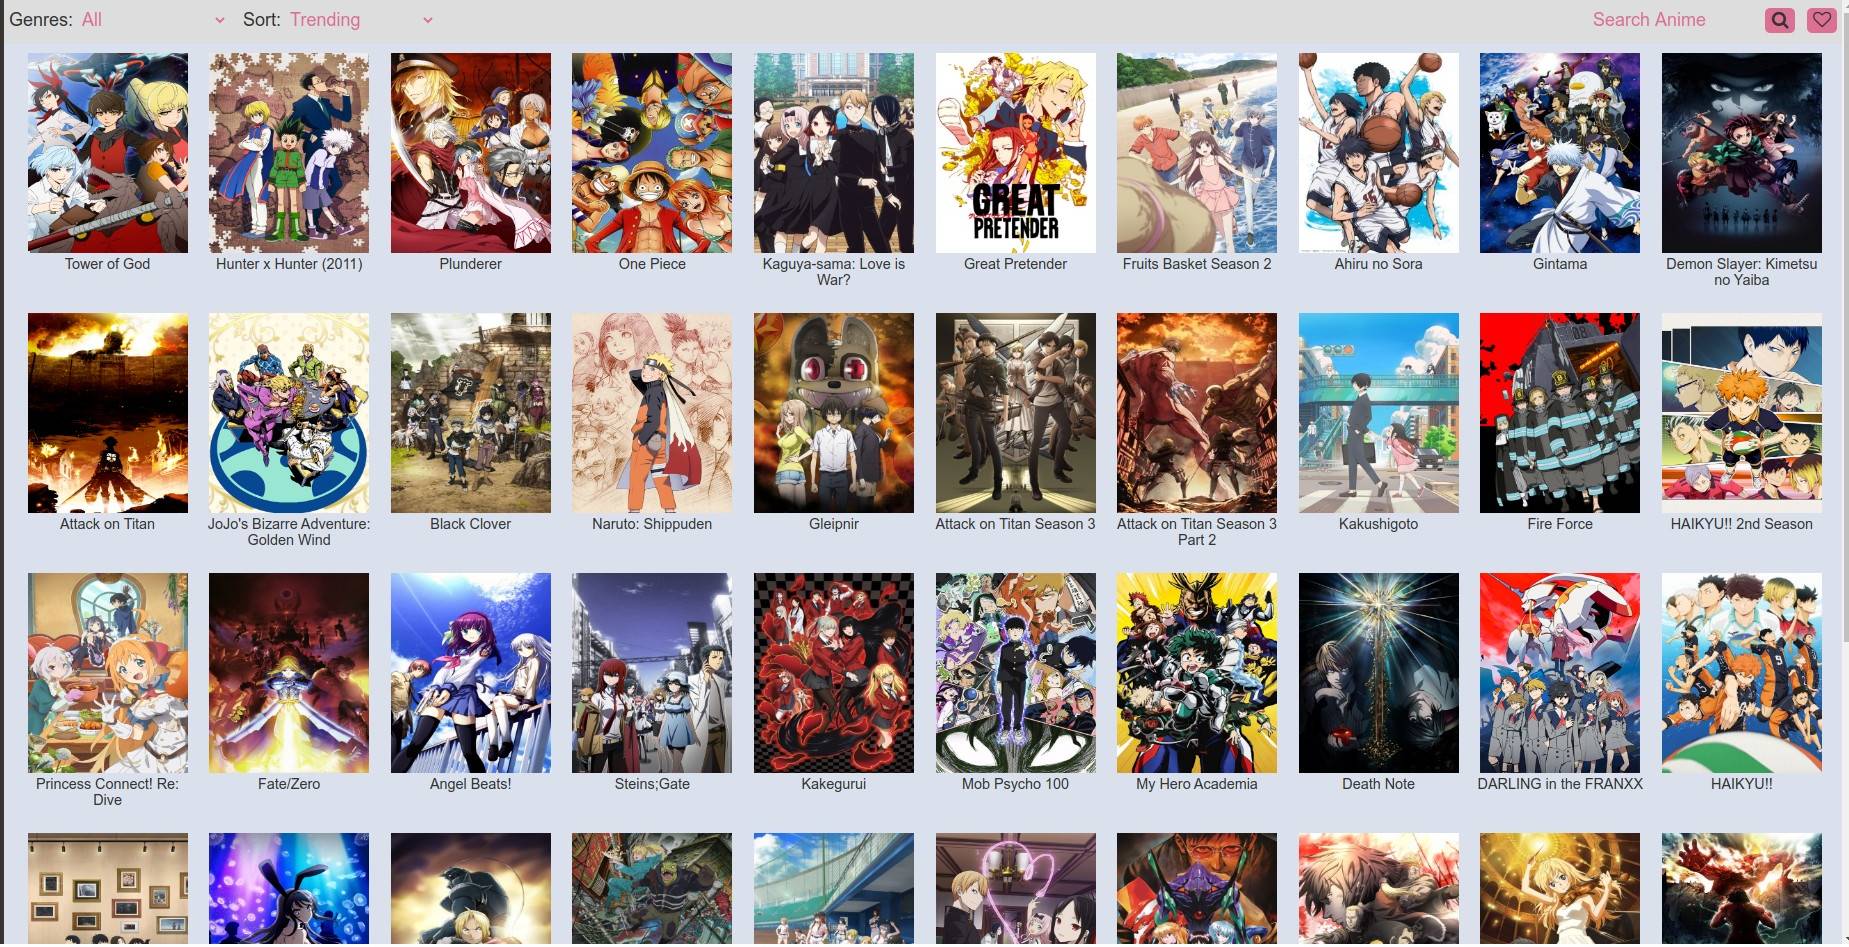 Genres: All Sort: Trending Search Anime
GREAT
PRETENDER
Tower of God
Hunter x Hunter (2011)
Plunderer
One Piece
Kaguya-sama: Love is
War?
Great Pretender
Fruits Basket Season 2
Ahiru no Sora
Gintama
Demon Slayer: Kimetsu
no Yaiba
Attack on Titan
JoJo's Bizarre Adventure:
Golden Wind
Black Clover
Naruto: Shippuden
Gleipnir
Attack on Titan Season 3
Attack on Titan Season 3
Part 2
Kakushigoto
Fire Force
HAIKYU!! 2nd Season
Princess Connect! Re:
Dive
Fate/Zero
Angel Beats!
Steins;Gate
Kakegurui
Mob Psycho 100
My Hero Academia
Death Note
DARLING in the FRANXX
HAIKYU!!